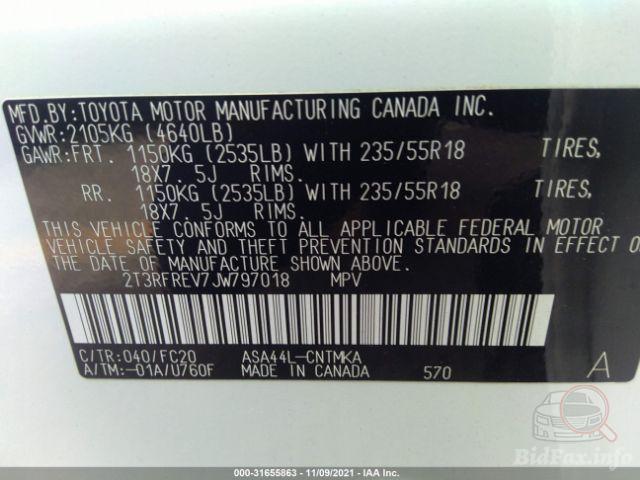 MFD.BY:TOYOTA MOTOR MANUFACTURING CANADA INC.
GVWR:2105KG (4640LB)
GAWR:FRT. 1150KG (2535LB) WITH 235/55R18 TIRES,
18X7. 5J RIMS.
RR. 1150KG (2535LB) WITH 235/55R18 TIRES,
18X7. 5J RIMS.
THIS VEHICLE CONFORMS TO ALL APPLICABLE FEDERAL MOTOR
VEHICLE SAFETY AND THEFT PREVENTION STANDARDS IN EFFECT O
THE DATE OF MANUFACTURE SHOWN ABOVE.
2T3RFREV7JW797018 MPV
C/TR:040/FC20 ASA44L-CNTMKA
A/TM:-01A/U760F MADE IN CANADA 570 A
BidFax.info
000-31655863 - 11/09/2021 - IAA Inc.